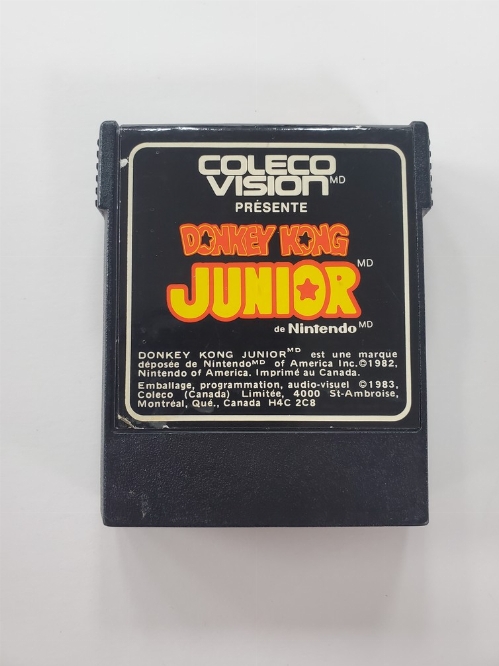 COLECO
VISION MD
PRÉSENTE
DONKEY KONG
JUNIOR MD
de Nintendo MD
DONKEY KONG JUNIOR MD est une marque
déposée de Nintendo MD of America Inc.©1982,
Nintendo of America. Imprimé au Canada.
Emballage, programmation, audio-visuel ©1983,
Coleco (Canada) Limitée, 4000 St-Ambroise,
Montréal, Qué., Canada H4C 2C8